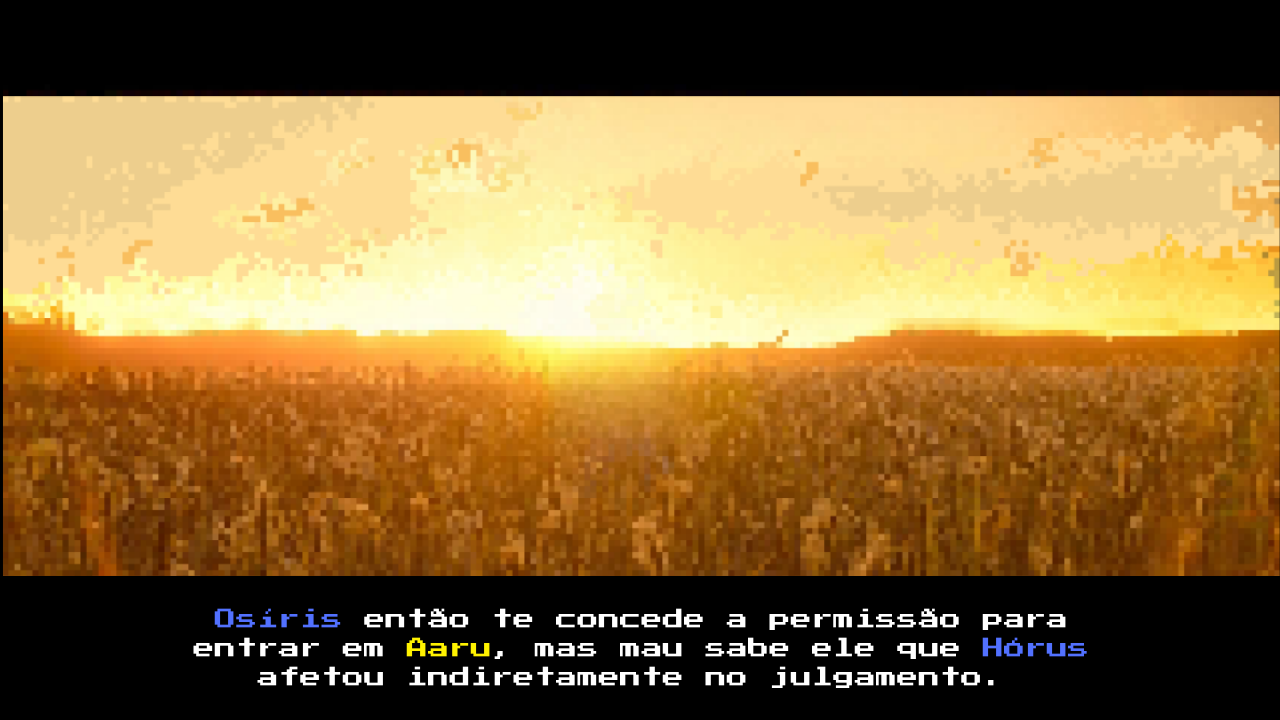 Osíris então te concede a permissão para
entrar em Aaru, mas mau sabe ele que Hórus
afetou indiretamente no julgamento.